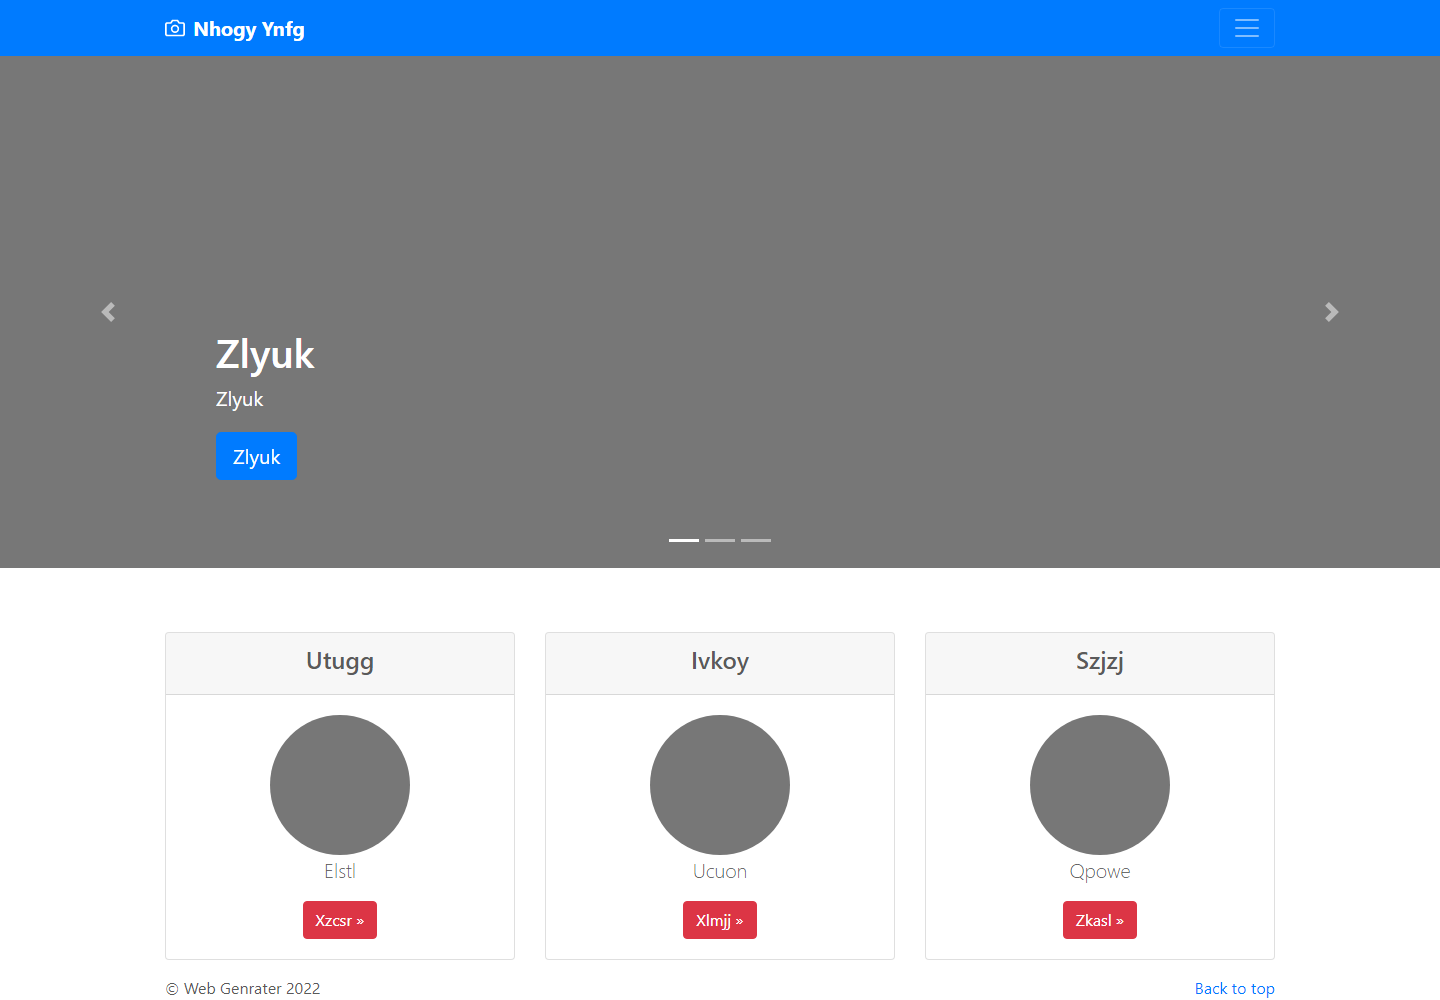 Nhogy Ynfg
Zlyuk
Zlyuk
Zlyuk
Utugg
Ivkoy
Szjzj
Elstl
Ucuon
Qpowe
Xzcsr »
Xlmjj »
Zkasl »
© Web Genrater 2022
Back to top